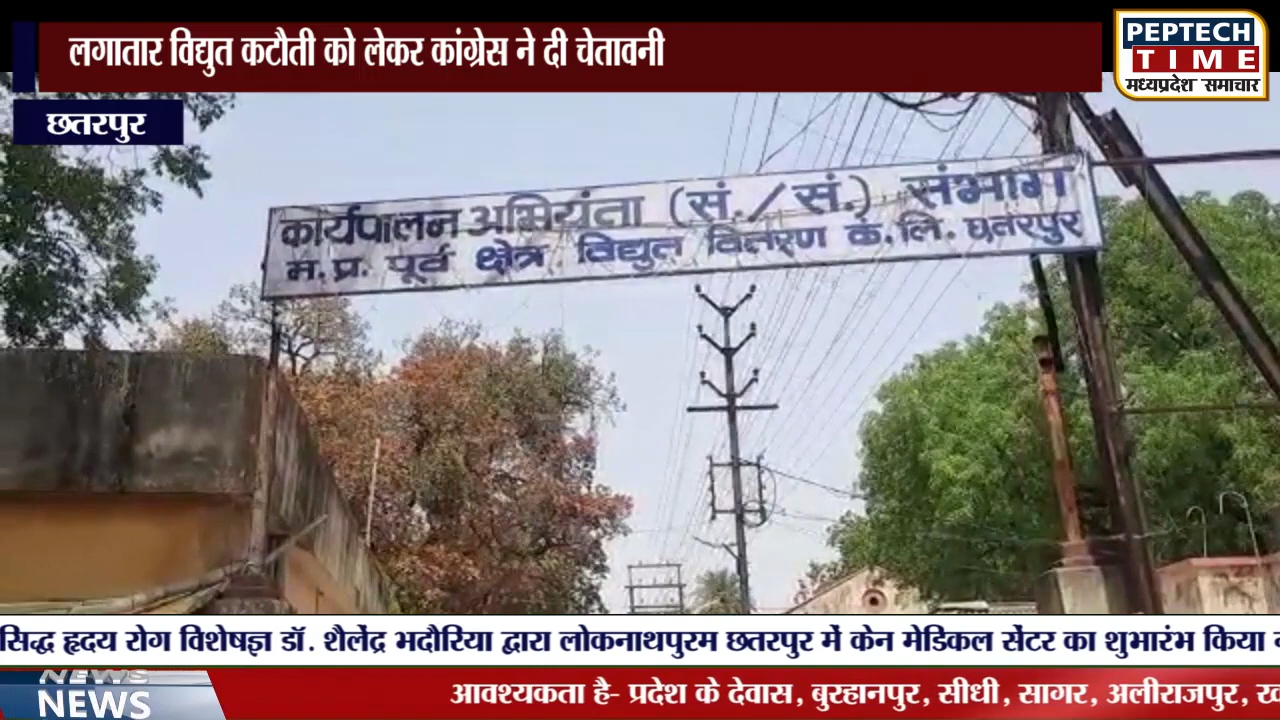 लगातार विद्युत कटौती को लेकर कांग्रेस ने दी चेतावनी
PEPTECH
TIME
मध्यप्रदेश समाचार
छतरपुर
कार्यपालन अभियंता (सं./सं.) संभाग
म.प्र. पूर्व क्षेत्र विद्युत वितरण कं.लि. छतरपुर
सिद्ध हृदय रोग विशेषज्ञ डॉ. शैलेंद्र भदौरिया द्वारा लोकनाथपुरम छतरपुर में केन मेडिकल सेंटर का शुभारंभ किया
NEWS
NEWS
आवश्यकता है- प्रदेश के देवास, बुरहानपुर, सीधी, सागर, अलीराजपुर,